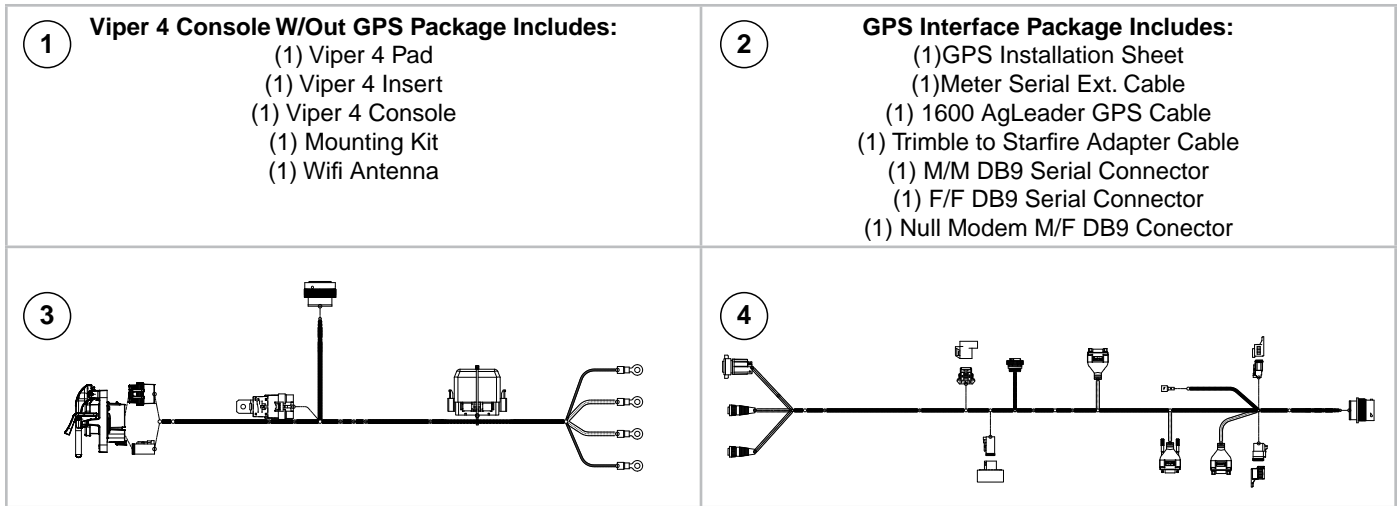 1
Viper 4 Console W/Out GPS Package Includes:
(1) Viper 4 Pad
(1) Viper 4 Insert
(1) Viper 4 Console
(1) Mounting Kit
(1) Wifi Antenna
2
GPS Interface Package Includes:
(1)GPS Installation Sheet
(1)Meter Serial Ext. Cable
(1) 1600 AgLeader GPS Cable
(1) Trimble to Starfire Adapter Cable
(1) M/M DB9 Serial Connector
(1) F/F DB9 Serial Connector
(1) Null Modem M/F DB9 Conector
3
4